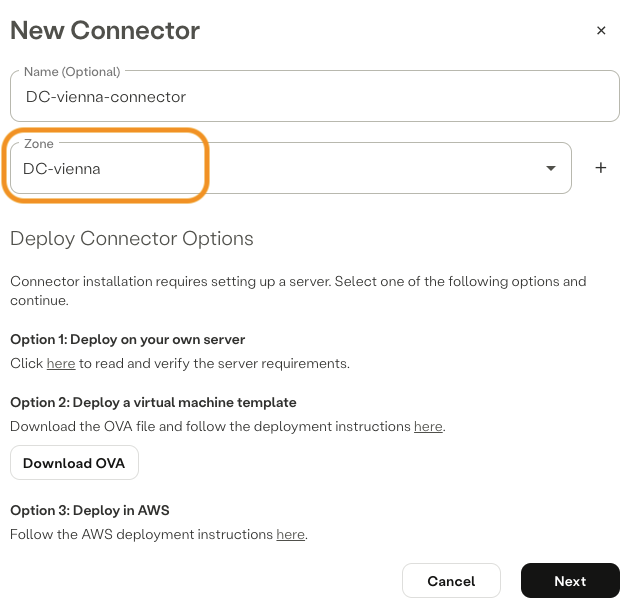 New Connector
×
Name (Optional)
DC-vienna-connector
Zone
DC-vienna
+
Deploy Connector Options
Connector installation requires setting up a server. Select one of the following options and
continue.
Option 1: Deploy on your own server
Click here to read and verify the server requirements.
Option 2: Deploy a virtual machine template
Download the OVA file and follow the deployment instructions here.
Download OVA
Option 3: Deploy in AWS
Follow the AWS deployment instructions here.
Cancel
Next